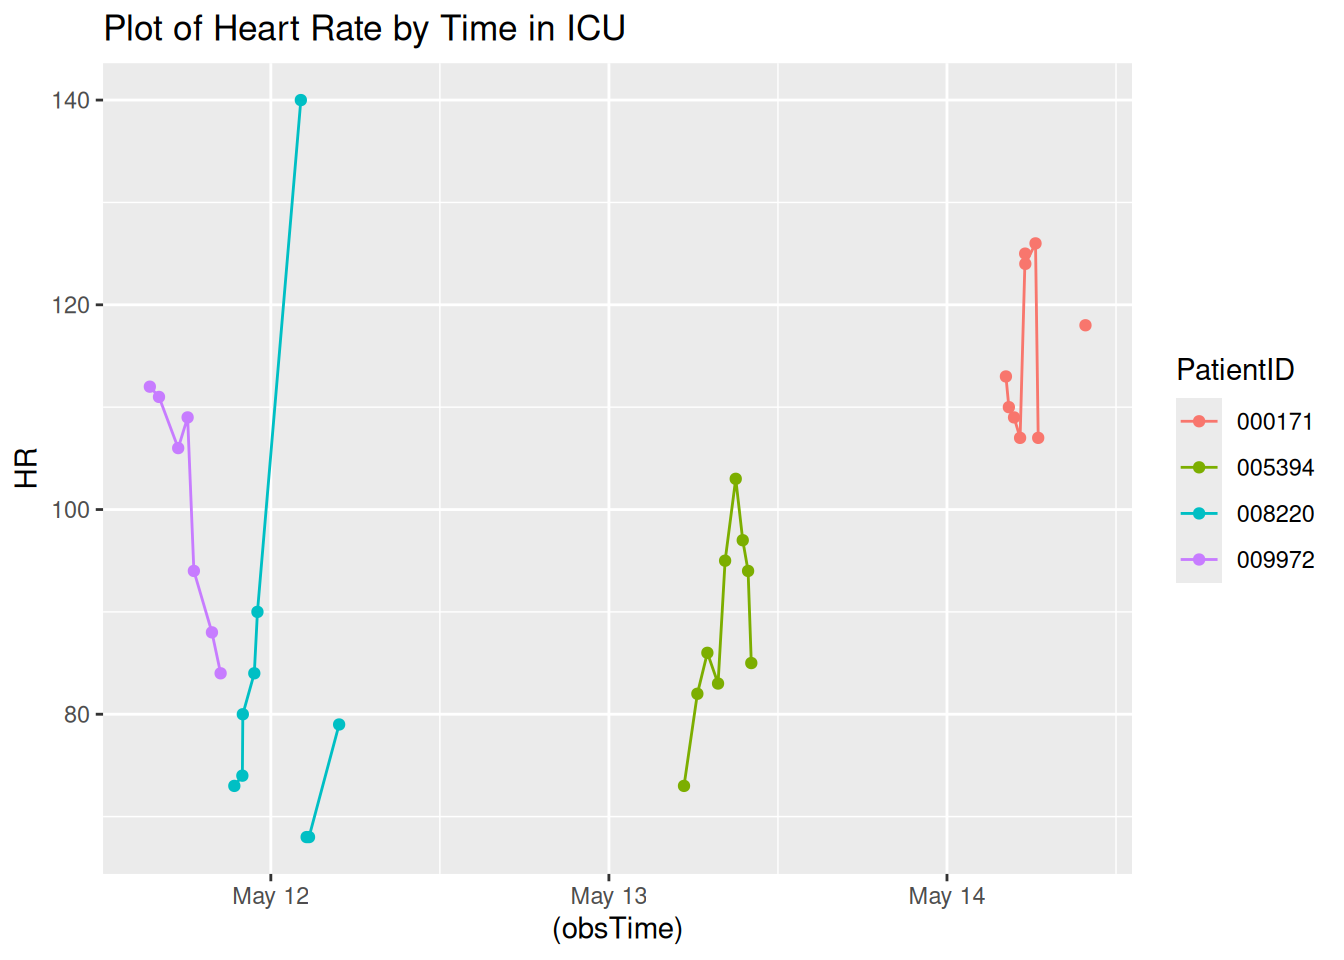 Plot of Heart Rate by Time in ICU
140
120
100
80
HR
May 12
May 13
May 14
(obsTime)
PatientID
000171
005394
008220
009972